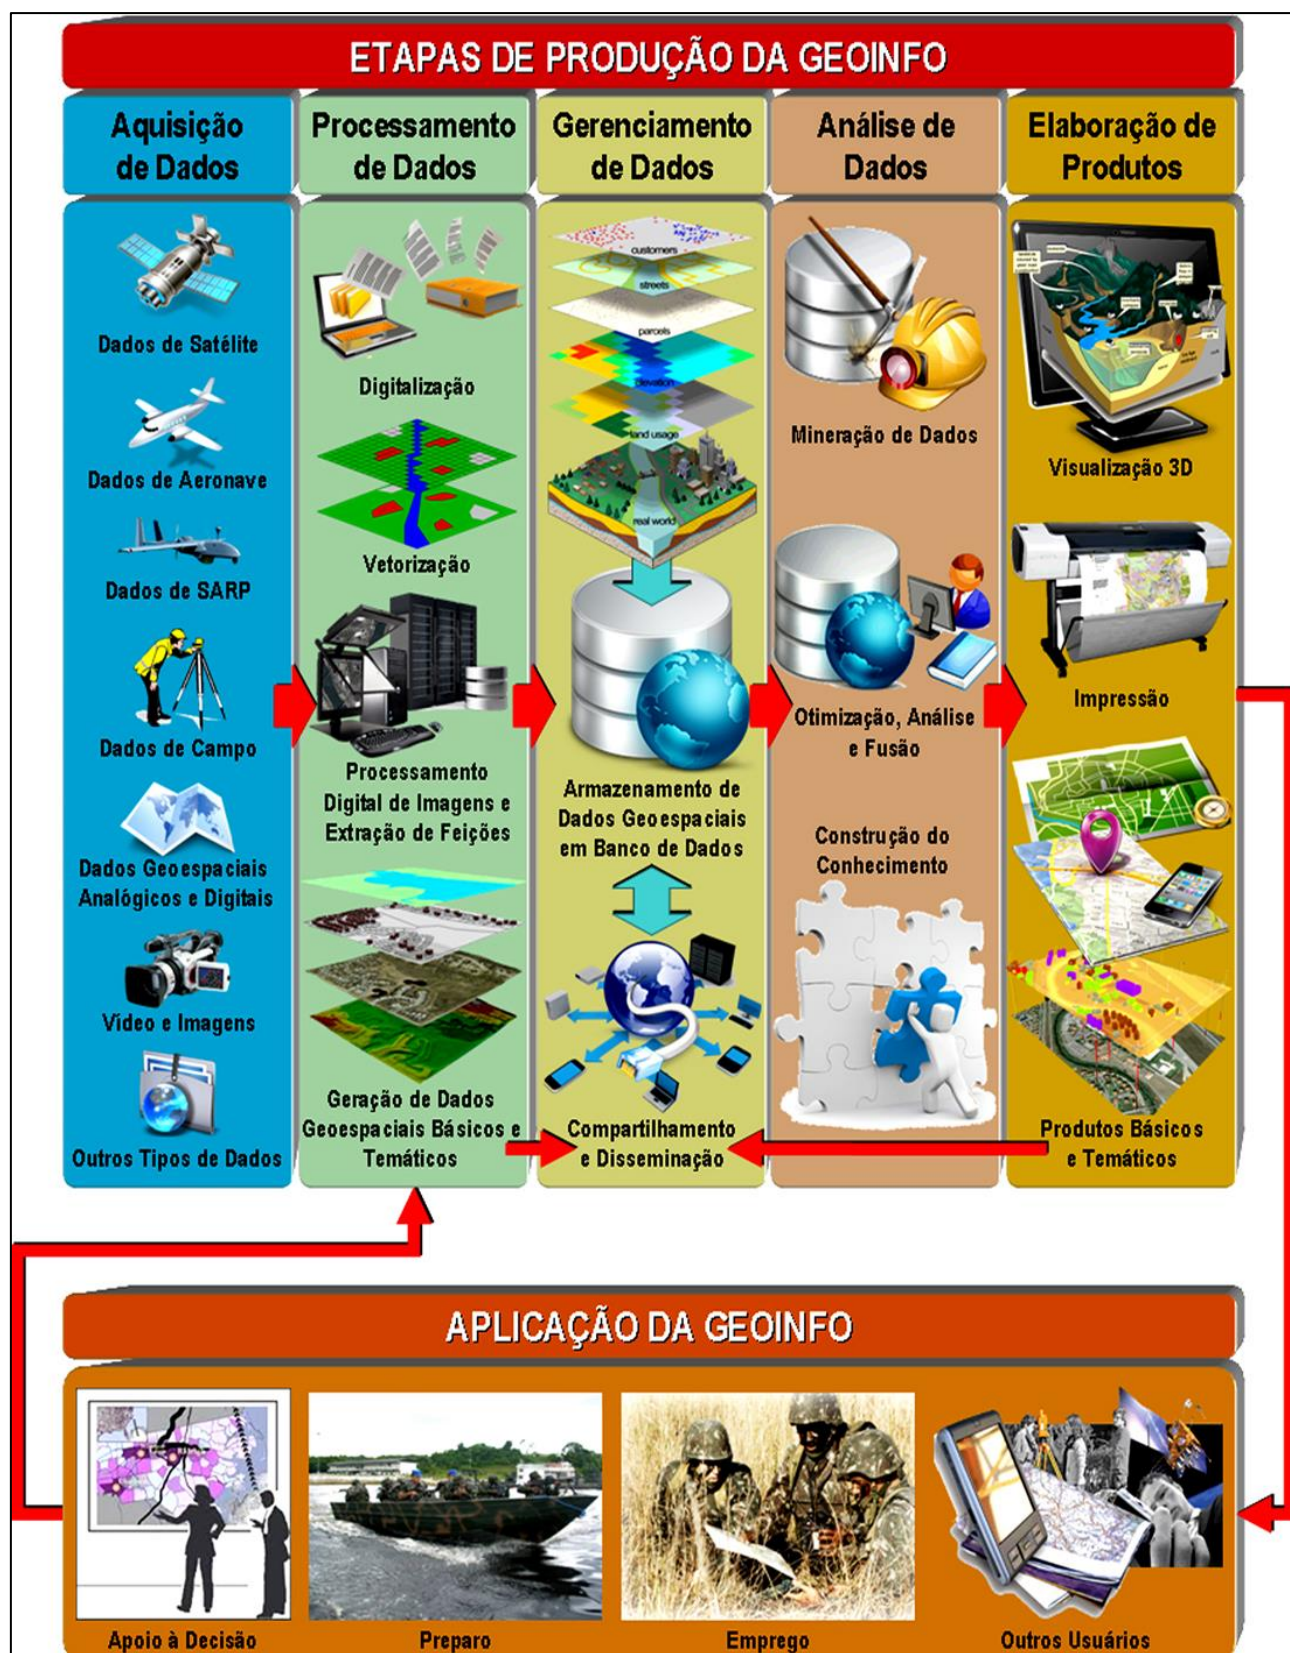 ETAPAS DE PRODUÇÃO DA GEOINFO
Aquisição
de Dados
Dados de Satélite
Dados de Aeronave
Dados de SARP
Dados de Campo
Dados Geoespaciais
Analógicos e Digitais
Vídeo e Imagens
Outros Tipos de Dados
Processamento
de Dados
Digitalização
Vetorização
Processamento
Digital de Imagens e
Extração de Feições
Geração de Dados
Geoespaciais Básicos e
Temáticos
Gerenciamento
de Dados
customers
streets
parcels
elevation
land usage
real world
Armazenamento de
Dados Geoespaciais
em Banco de Dados
Compartilhamento
e Disseminação
Análise de
Dados
Mineração de Dados
Otimização, Análise
e Fusão
Construção do
Conhecimento
Elaboração de
Produtos
Visualização 3D
Impressão
Produtos Básicos
e Temáticos
APLICAÇÃO DA GEOINFO
Apoio à Decisão
Preparo
Emprego
Outros Usuários